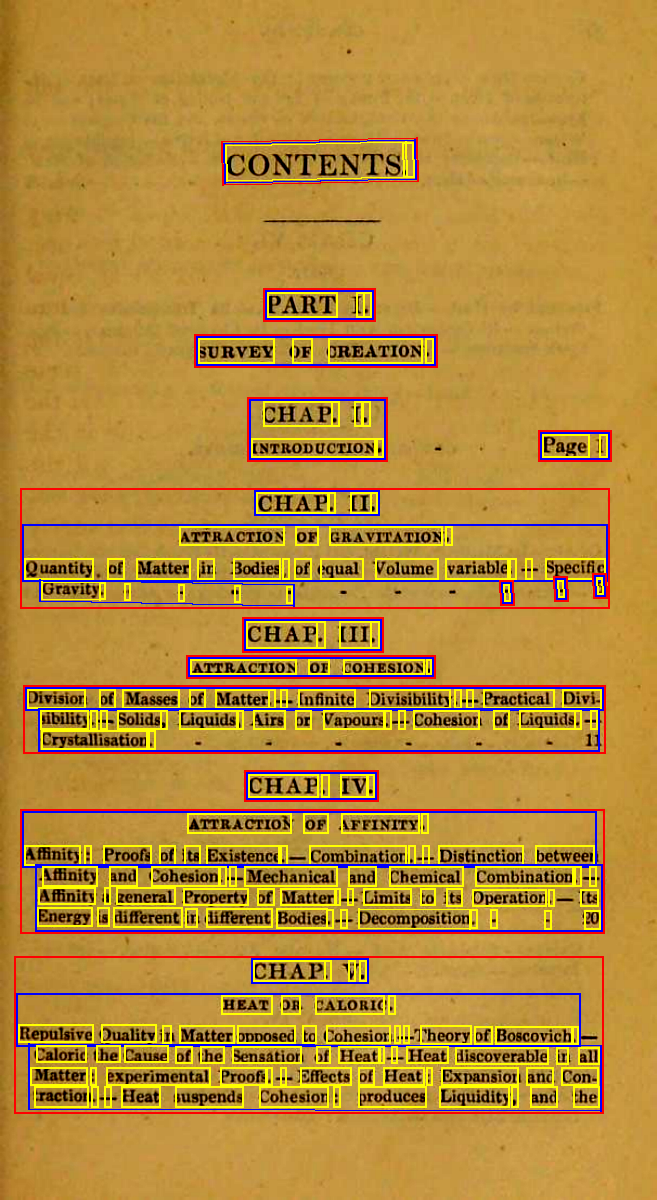 CONTENTS.
PART I.
SURVEY OF CREATION.
CHAP. I.
INTRODUCTION. - - Page 1
CHAP. II.
ATTRACTION OF GRAVITATION.
Quantity of Matter in Bodies, of equal Volume variable. — Specific
Gravity. - - - - - - - - - 
CHAP. III.
ATTRACTION OF COHESION.
Division of Masses of Matter. — Infinite Divisibility. — Practical Divi-
sibility. — Solids, Liquids, Airs or Vapours. — Cohesion of Liquids. —
Crystallisation. - - - - - - - 11
CHAP. IV.
ATTRACTION OF AFFINITY.
Affinity: Proofs of its Existence. — Combination. — Distinction between
Affinity and Cohesion. — Mechanical and Chemical Combination. —
Affinity a general Property of Matter. — Limits to its Operation. — Its
Energy is different in different Bodies. — Decomposition. - - 20
CHAP. V.
HEAT OR CALORIC.
Repulsive Quality in Matter opposed to Cohesion. — Theory of Boscovich. —
Caloric the Cause of the Sensation of Heat. — Heat discoverable in all
Matter: experimental Proofs. — Effects of Heat: Expansion and Con-
traction. — Heat suspends Cohesion: produces Liquidity, and the